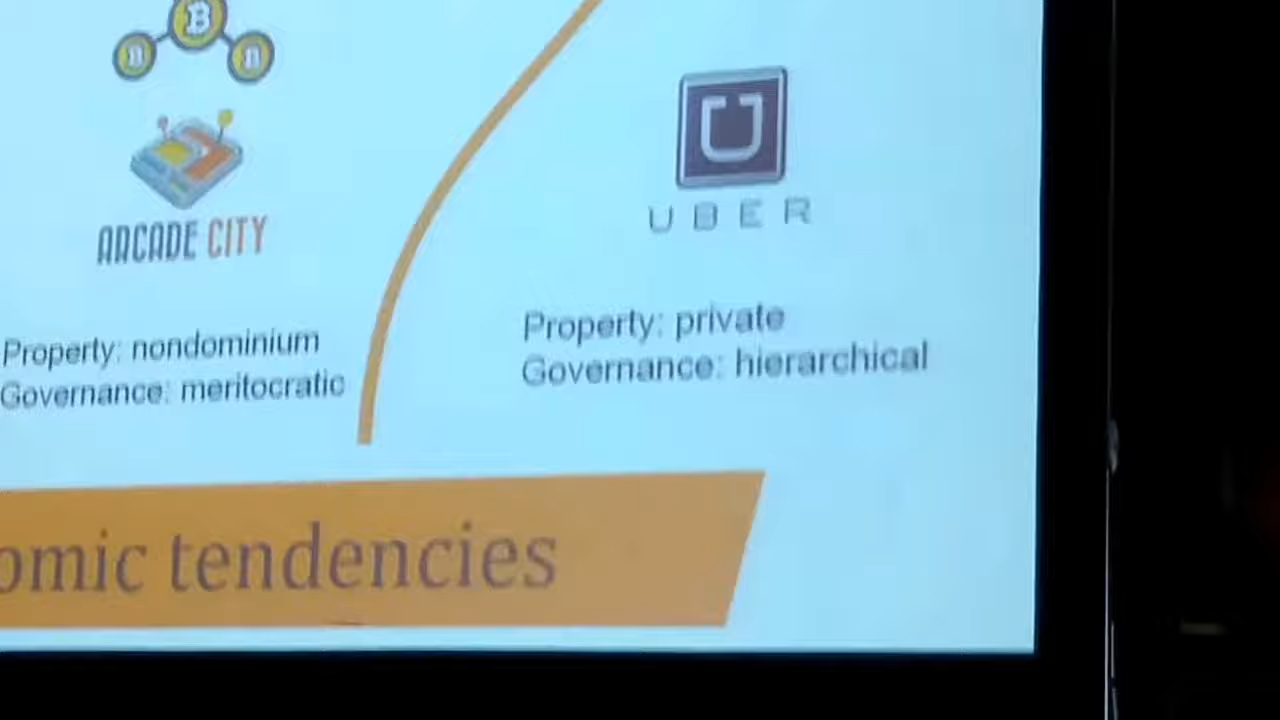 B
ARCADE CITY
Property: nondominium
Governance: meritocratic
U
UBER
Property: private
Governance: hierarchical
omic tendencies